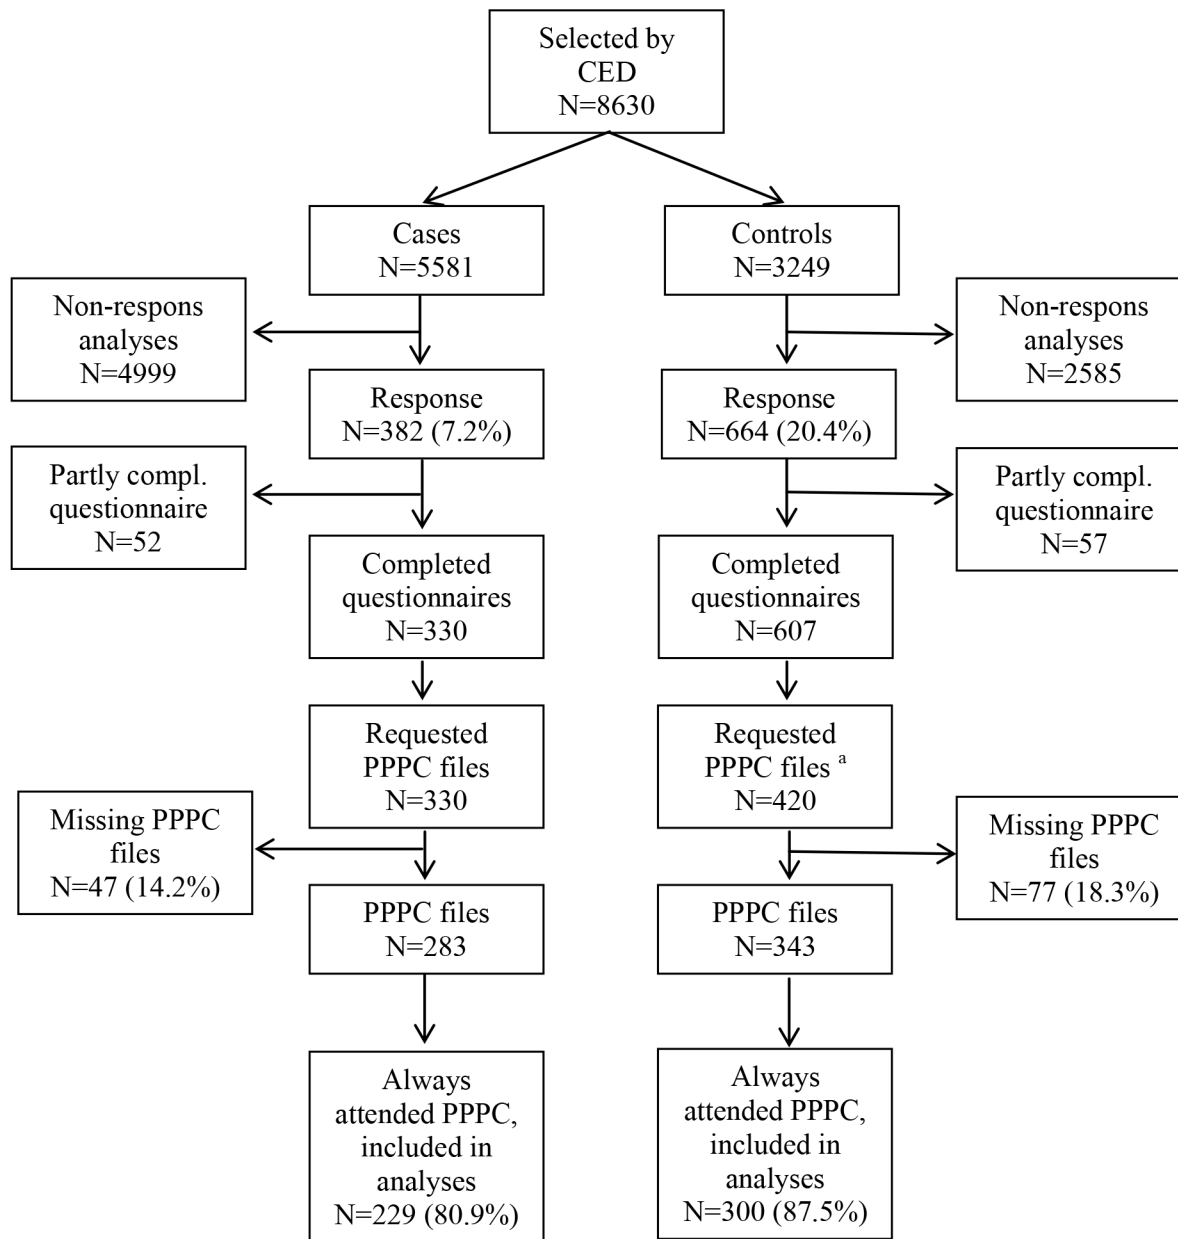 Selected by
CED
N=8630
Cases
N=5581
Controls
N=3249
Non-respons
analyses
N=4999
Non-respons
analyses
N=2585
Response
N=382 (7.2%)
Response
N=664 (20.4%)
Partly compl.
questionnaire
N=52
Partly compl.
questionnaire
N=57
Completed
questionnaires
N=330
Completed
questionnaires
N=607
Requested
PPPC files
N=330
Requested
PPPC files a
N=420
Missing PPPC
files
N=47 (14.2%)
Missing PPPC
files
N=77 (18.3%)
PPPC files
N=283
PPPC files
N=343
Always
attended PPPC,
included in
analyses
N=229 (80.9%)
Always
attended PPPC,
included in
analyses
N=300 (87.5%)